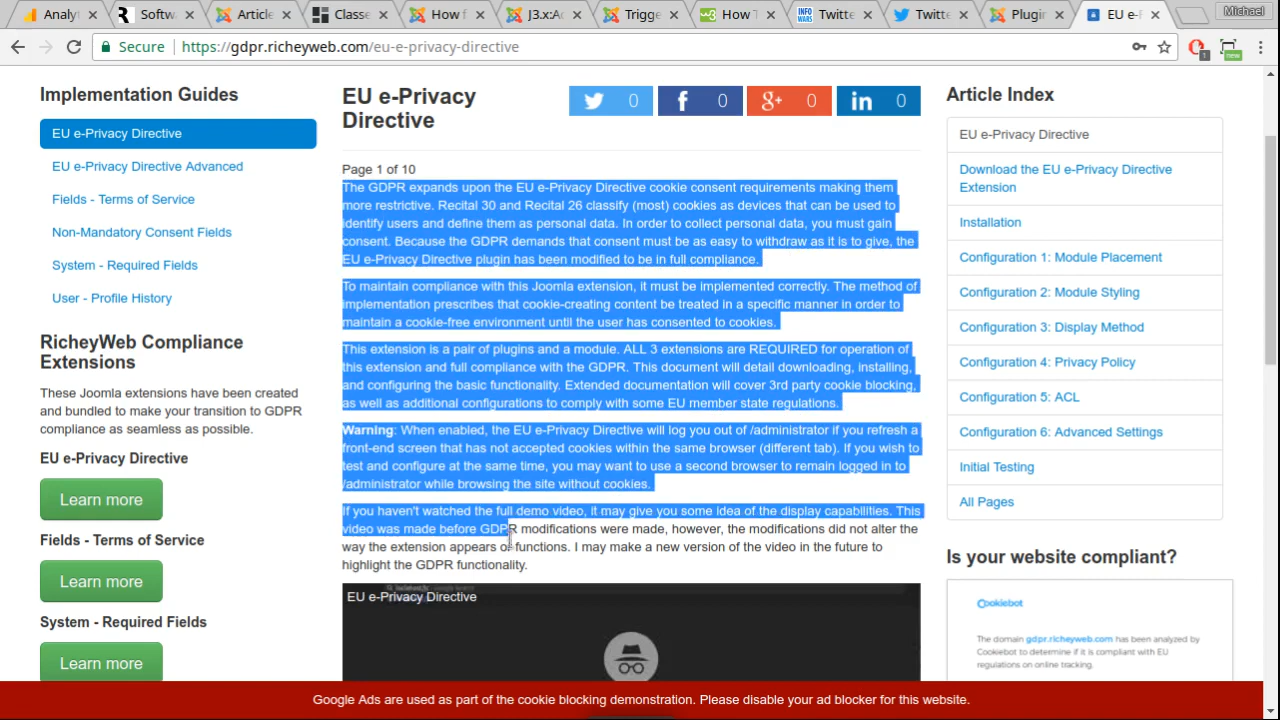 Analyt
Softw
Article
Classe
How T
J3.x:Ac
Trigge
How T
Twitte
Twitte
Plugin
EU e-P
Michael
Secure
https://gdpr.richeyweb.com/eu-e-privacy-directive
1
new
Implementation Guides
EU e-Privacy Directive
EU e-Privacy Directive Advanced
Fields - Terms of Service
Non-Mandatory Consent Fields
System - Required Fields
User - Profile History
RicheyWeb Compliance
Extensions
These Joomla extensions have been created
and bundled to make your transition to GDPR
compliance as seamless as possible.
EU e-Privacy Directive
Learn more
Fields - Terms of Service
Learn more
System - Required Fields
Learn more
EU e-Privacy
Directive
0
0
0
0
Page 1 of 10
The GDPR expands upon the EU e-Privacy Directive cookie consent requirements making them
more restrictive. Recital 30 and Recital 26 classify (most) cookies as devices that can be used to
identify users and define them as personal data. In order to collect personal data, you must gain
consent. Because the GDPR demands that consent must be as easy to withdraw as it is to give, the
EU e-Privacy Directive plugin has been modified to be in full compliance.
To maintain compliance with this Joomla extension, it must be implemented correctly. The method of
implementation prescribes that cookie-creating content be treated in a specific manner in order to
maintain a cookie-free environment until the user has consented to cookies.
This extension is a pair of plugins and a module. ALL 3 extensions are REQUIRED for operation of
this extension and full compliance with the GDPR. This document will detail downloading, installing,
and configuring the basic functionality. Extended documentation will cover 3rd party cookie blocking,
as well as additional configurations to comply with some EU member state regulations.
Warning: When enabled, the EU e-Privacy Directive will log you out of /administrator if you refresh a
front-end screen that has not accepted cookies within the same browser (different tab). If you wish to
test and configure at the same time, you may want to use a second browser to remain logged in to
/administrator while browsing the site without cookies.
If you haven't watched the full demo video, it may give you some idea of the display capabilities. This
video was made before GDPR modifications were made, however, the modifications did not alter the
way the extension appears or functions. I may make a new version of the video in the future to
highlight the GDPR functionality.
EU e-Privacy Directive
Article Index
EU e-Privacy Directive
Download the EU e-Privacy Directive
Extension
Installation
Configuration 1: Module Placement
Configuration 2: Module Styling
Configuration 3: Display Method
Configuration 4: Privacy Policy
Configuration 5: ACL
Configuration 6: Advanced Settings
Initial Testing
All Pages
Is your website compliant?
Cookiebot
The domain gdpr.richeyweb.com has been analyzed by
Cookiebot to determine if it is compliant with EU
regulations on online tracking.
Google Ads are used as part of the cookie blocking demonstration. Please disable your ad blocker for this website.